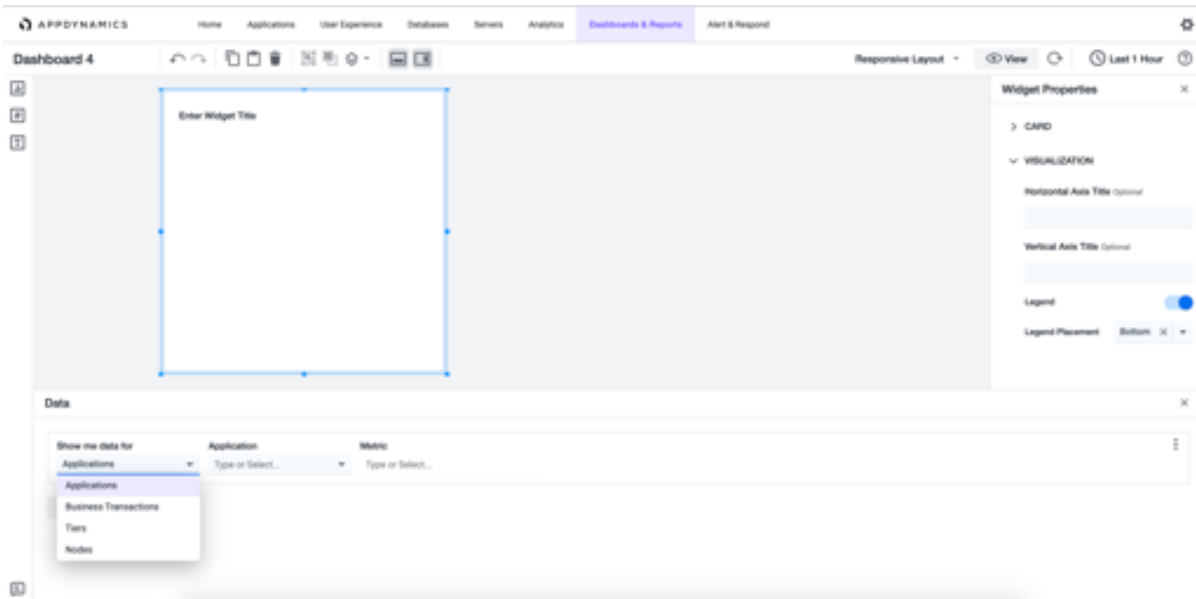 APPDYNAMICS Home Applications User Experience Databases Servers Analytics Dashboards & Reports Alert & Respond
Dashboard 4 Responsive Layout View Last 1 Hour
Widget Properties
Enter Widget Title
CARD
VISUALIZATION
Horizontal Axis Title Optional
Vertical Axis Title Optional
Legend
Legend Placement Bottom
Data
Show me data for Application Metric
Applications Type or Select... Type or Select...
Applications
Business Transactions
Tiers
Nodes